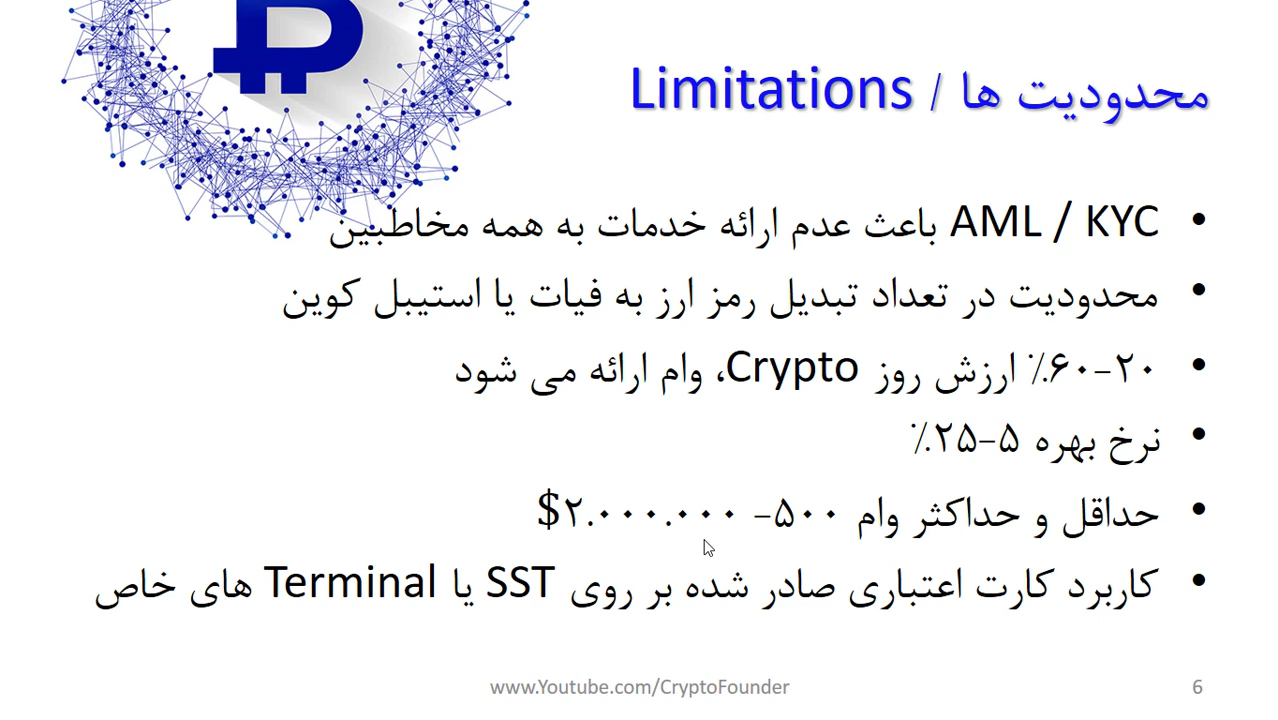 محدودیت ها / Limitations
• AML / KYC باعث عدم ارائه خدمات به همه مخاطبین
• محدودیت در تعداد تبدیل رمز ارز به فیات یا استیبل کوین
• ۲۰-۶۰٪ ارزش روز Crypto، وام ارائه می شود
• نرخ بهره ۵-۲۵٪
• حداقل و حداکثر وام ۵۰۰- ۲.۰۰۰.۰۰۰$
• کاربرد کارت اعتباری صادر شده بر روی SST یا Terminal های خاص
www.Youtube.com/CryptoFounder
6